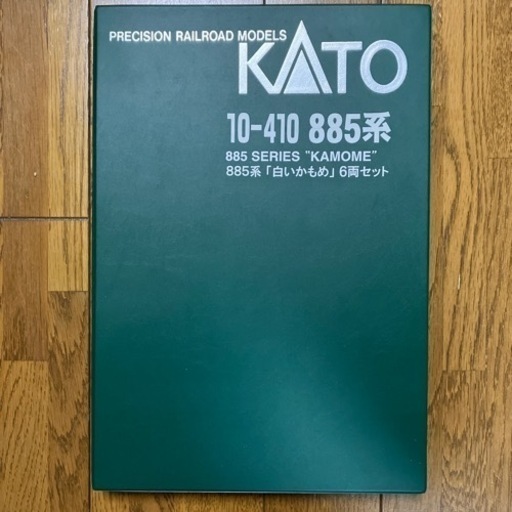 PRECISION RAILROAD MODELS
KATO
10-410 885系
885 SERIES "KAMOME"
885系「白いかもめ」6両セット